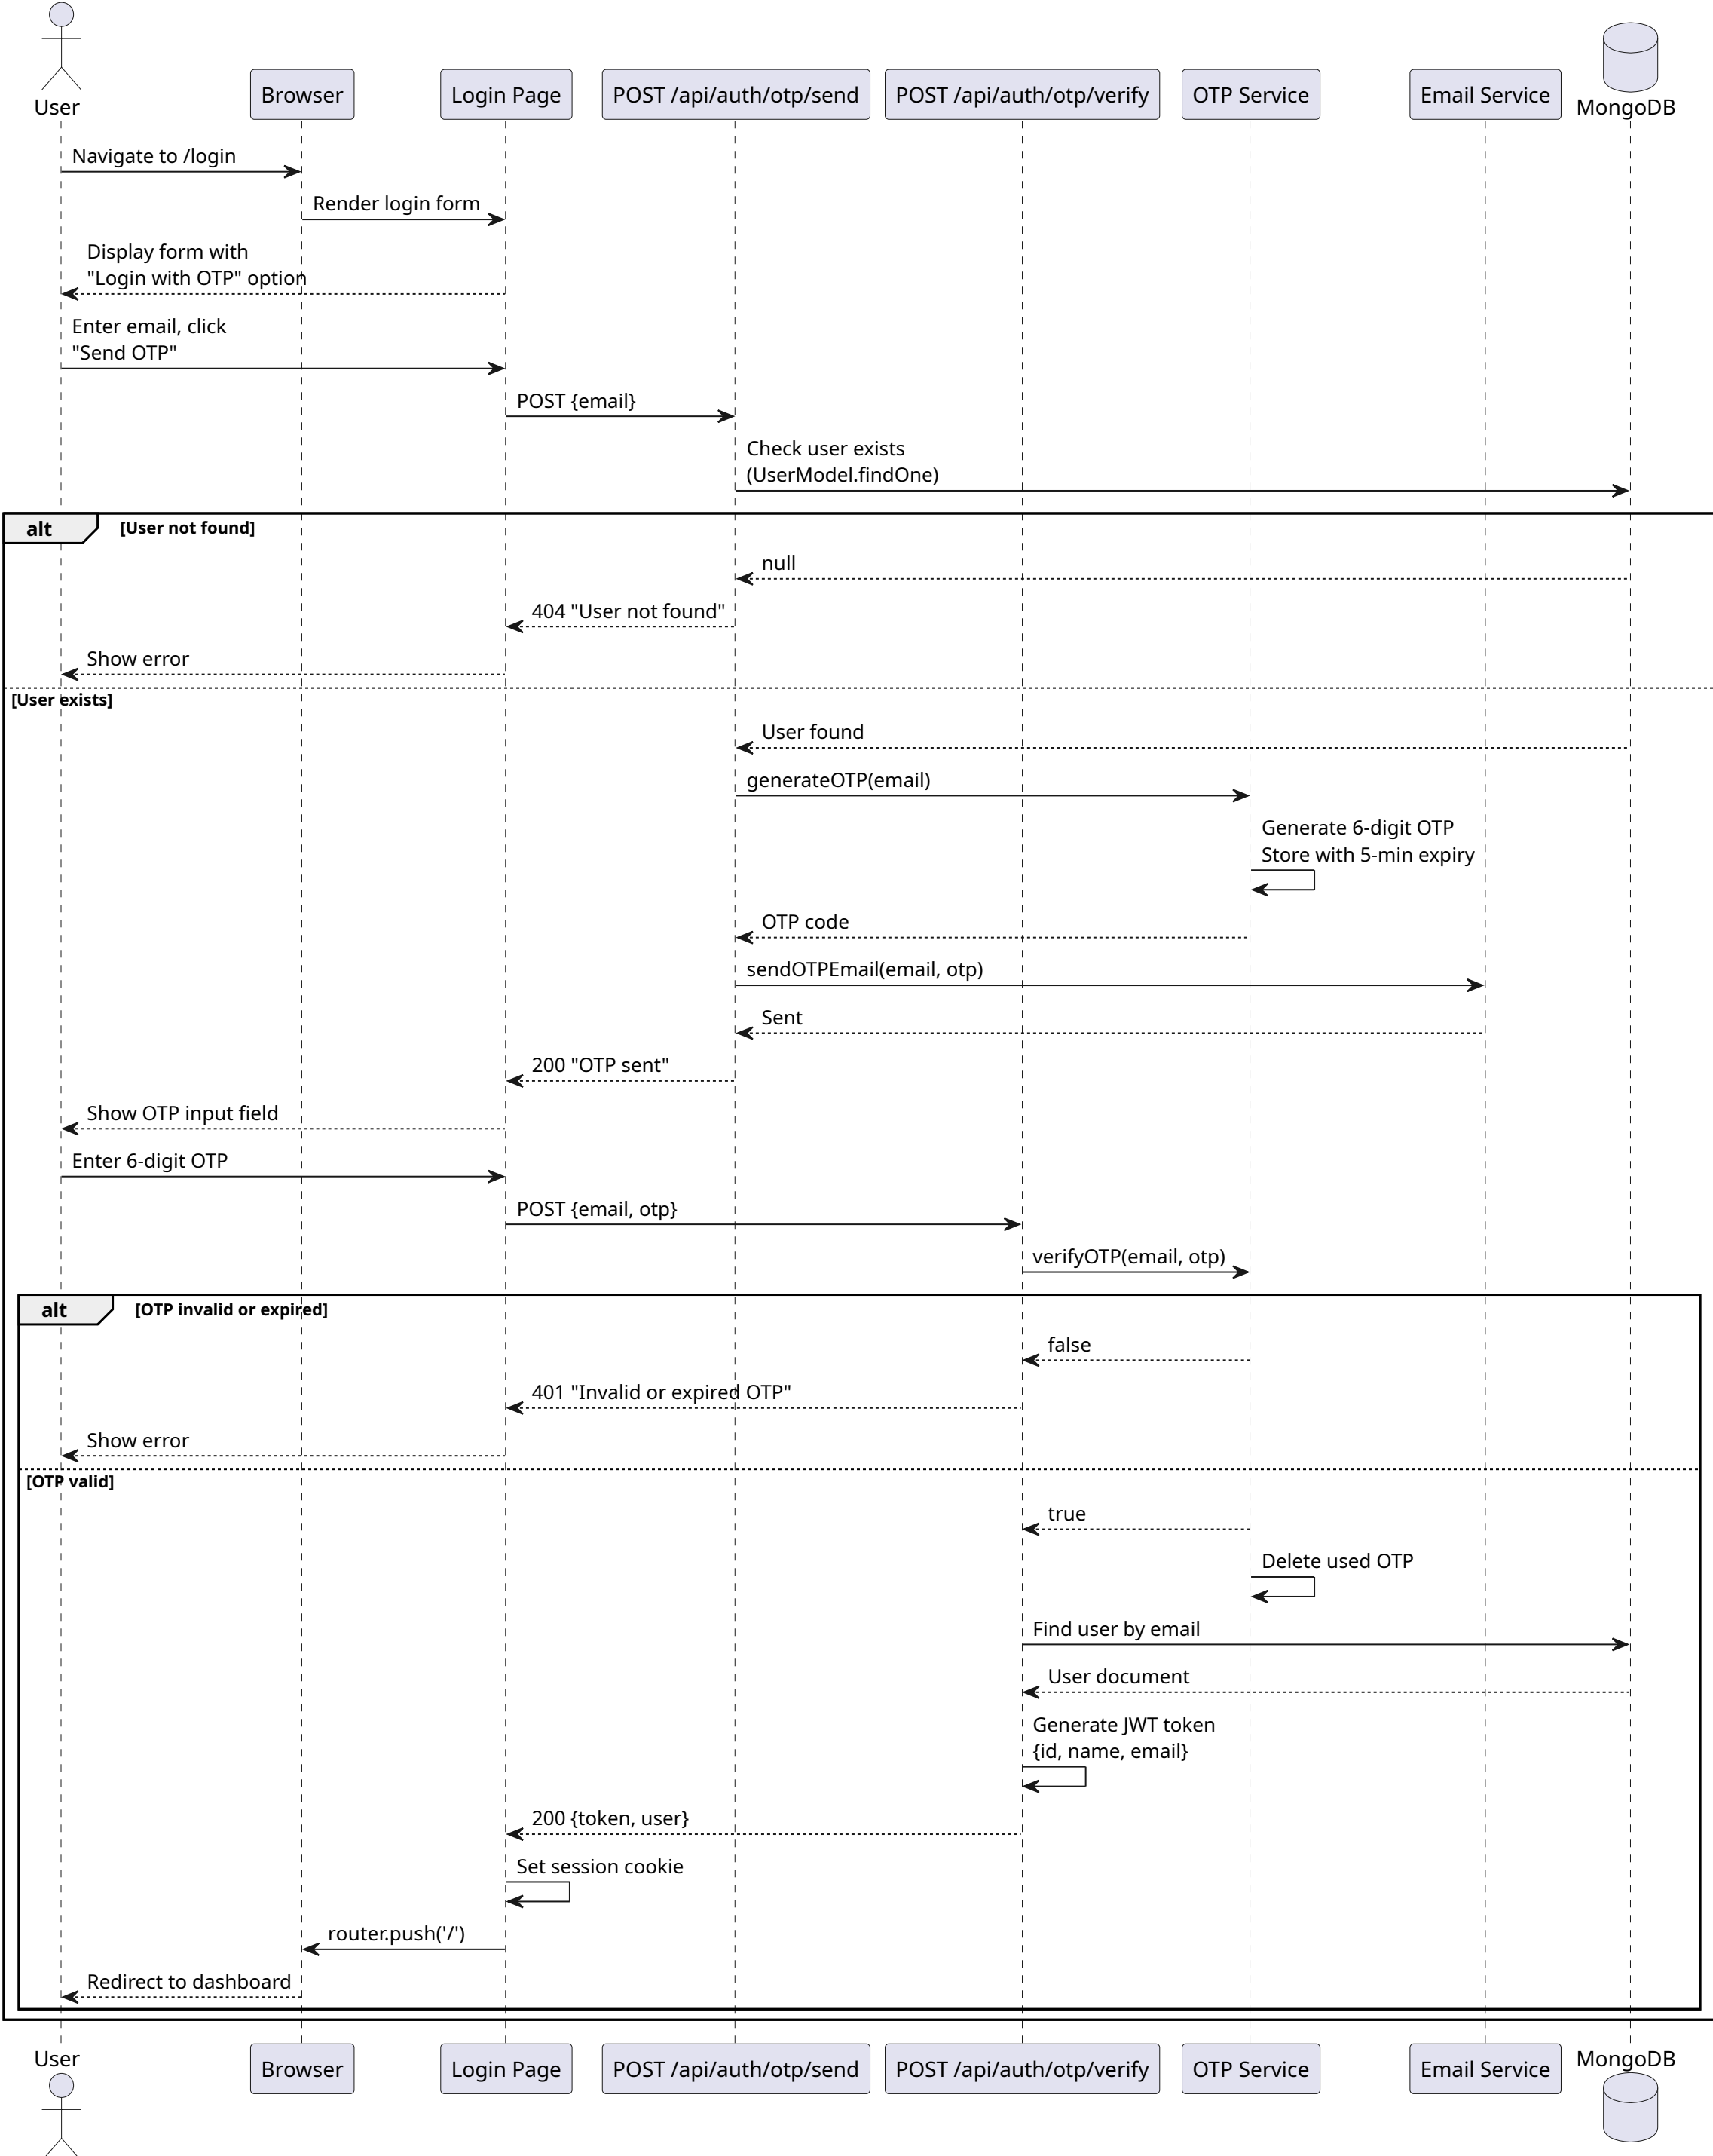 User
Browser
Login Page
POST /api/auth/otp/send
POST /api/auth/otp/verify
OTP Service
Email Service
MongoDB
Navigate to /login
Render login form
Display form with
"Login with OTP" option
Enter email, click
"Send OTP"
POST {email}
Check user exists
(UserModel.findOne)
alt
[User not found]
null
404 "User not found"
Show error
[User exists]
User found
generateOTP(email)
Generate 6-digit OTP
Store with 5-min expiry
OTP code
sendOTPEmail(email, otp)
Sent
200 "OTP sent"
Show OTP input field
Enter 6-digit OTP
POST {email, otp}
verifyOTP(email, otp)
alt
[OTP invalid or expired]
false
401 "Invalid or expired OTP"
Show error
[OTP valid]
true
Delete used OTP
Find user by email
User document
Generate JWT token
{id, name, email}
200 {token, user}
Set session cookie
router.push('/')
Redirect to dashboard
User
Browser
Login Page
POST /api/auth/otp/send
POST /api/auth/otp/verify
OTP Service
Email Service
MongoDB